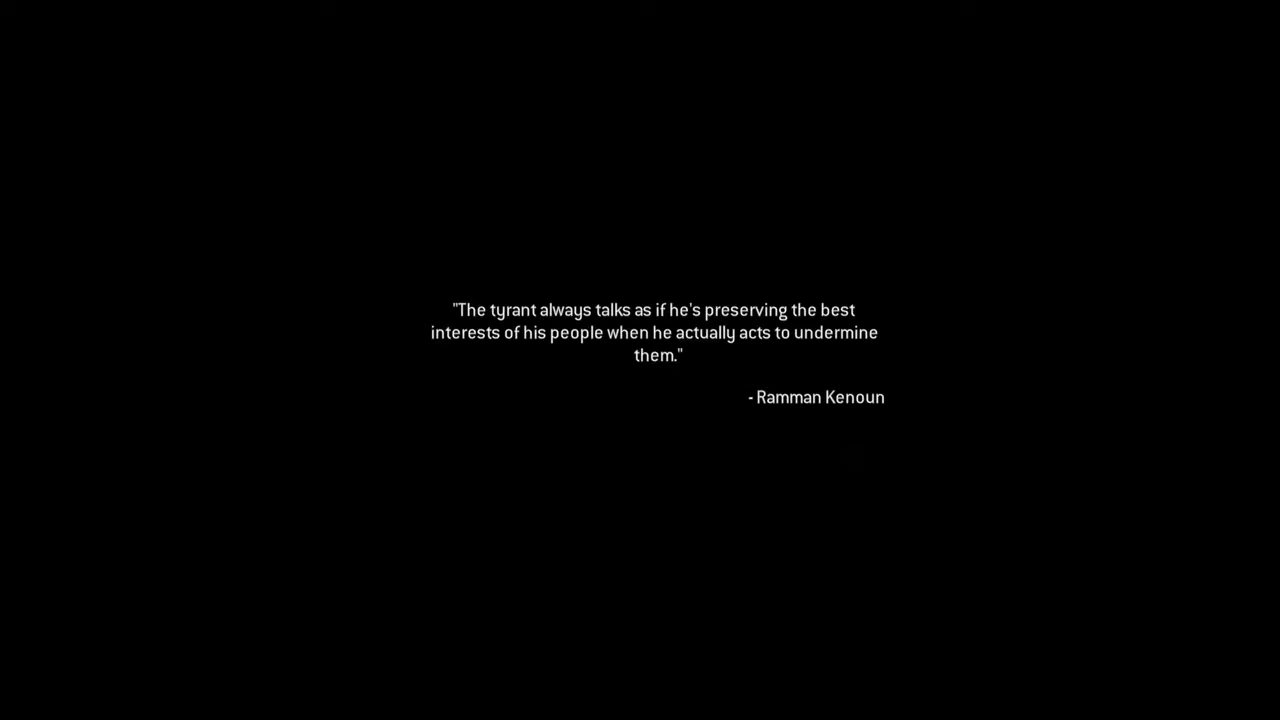 "The tyrant always talks as if he's preserving the best
interests of his people when he actually acts to undermine
them."
- Ramman Kenoun